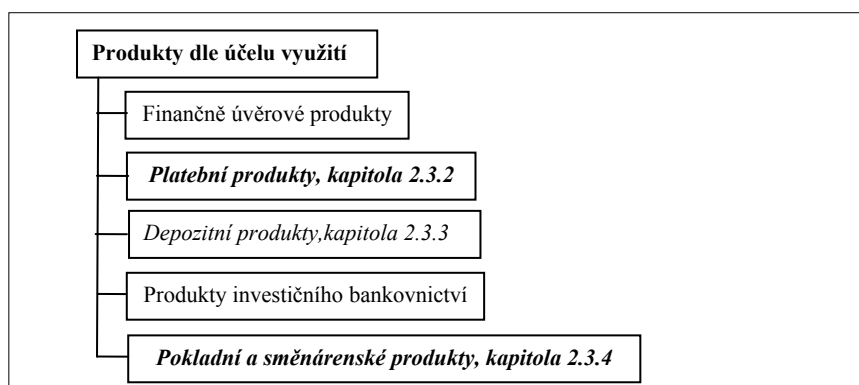 Produkty dle účelu využití
Finančně úvěrové produkty
Platební produkty, kapitola 2.3.2
Depozitní produkty,kapitola 2.3.3
Produkty investičního bankovnictví
Pokladní a směnárenské produkty, kapitola 2.3.4